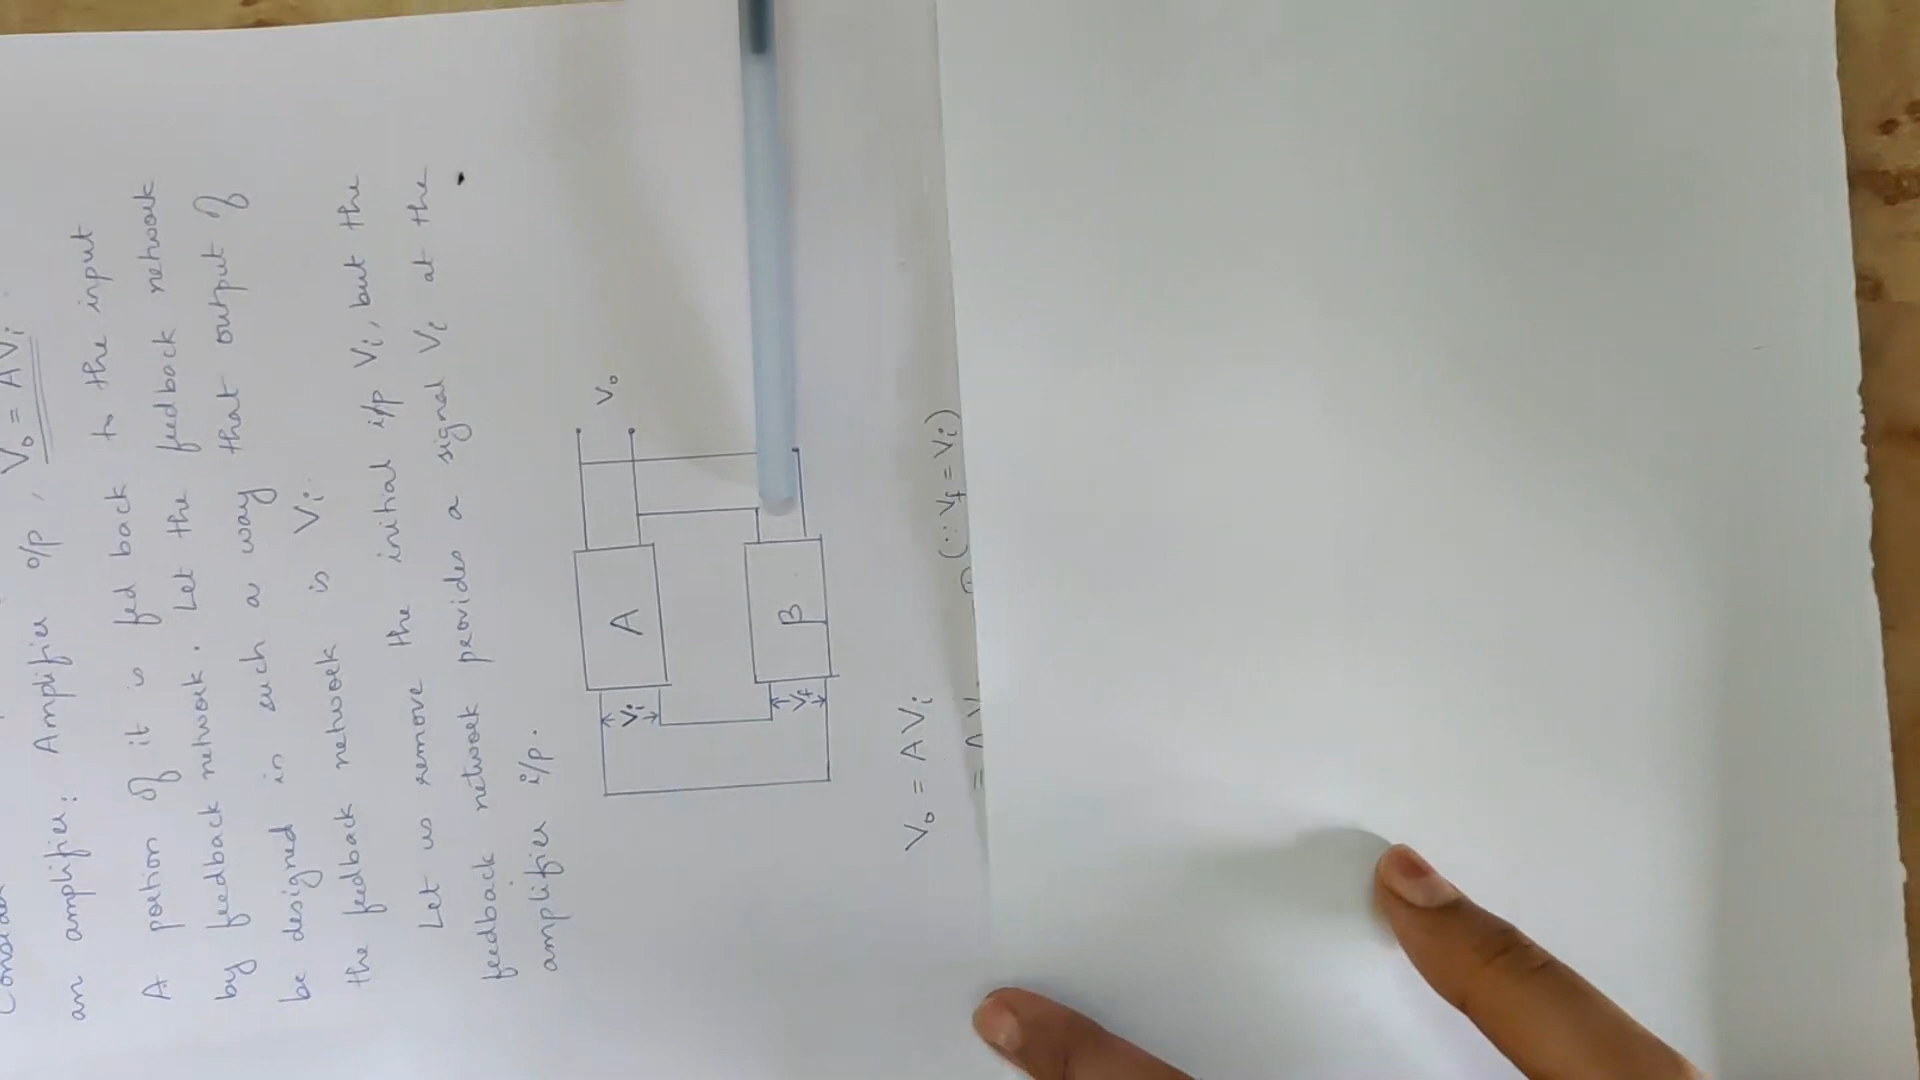 an amplifier: Amplifier o/p, V₀ = AVᵢ
A portion of it is fed back to the input
by feedback network. Let the feedback network
be designed in such a way that output of
the feedback network is Vᵢ.
Let us remove the initial i/p Vᵢ, but the
feedback network provides a signal Vᵢ at the
amplifier i/p.
V₀
A
Vᵢ
β
V_f
V₀ = AVᵢ
(∵ V_f = Vᵢ)